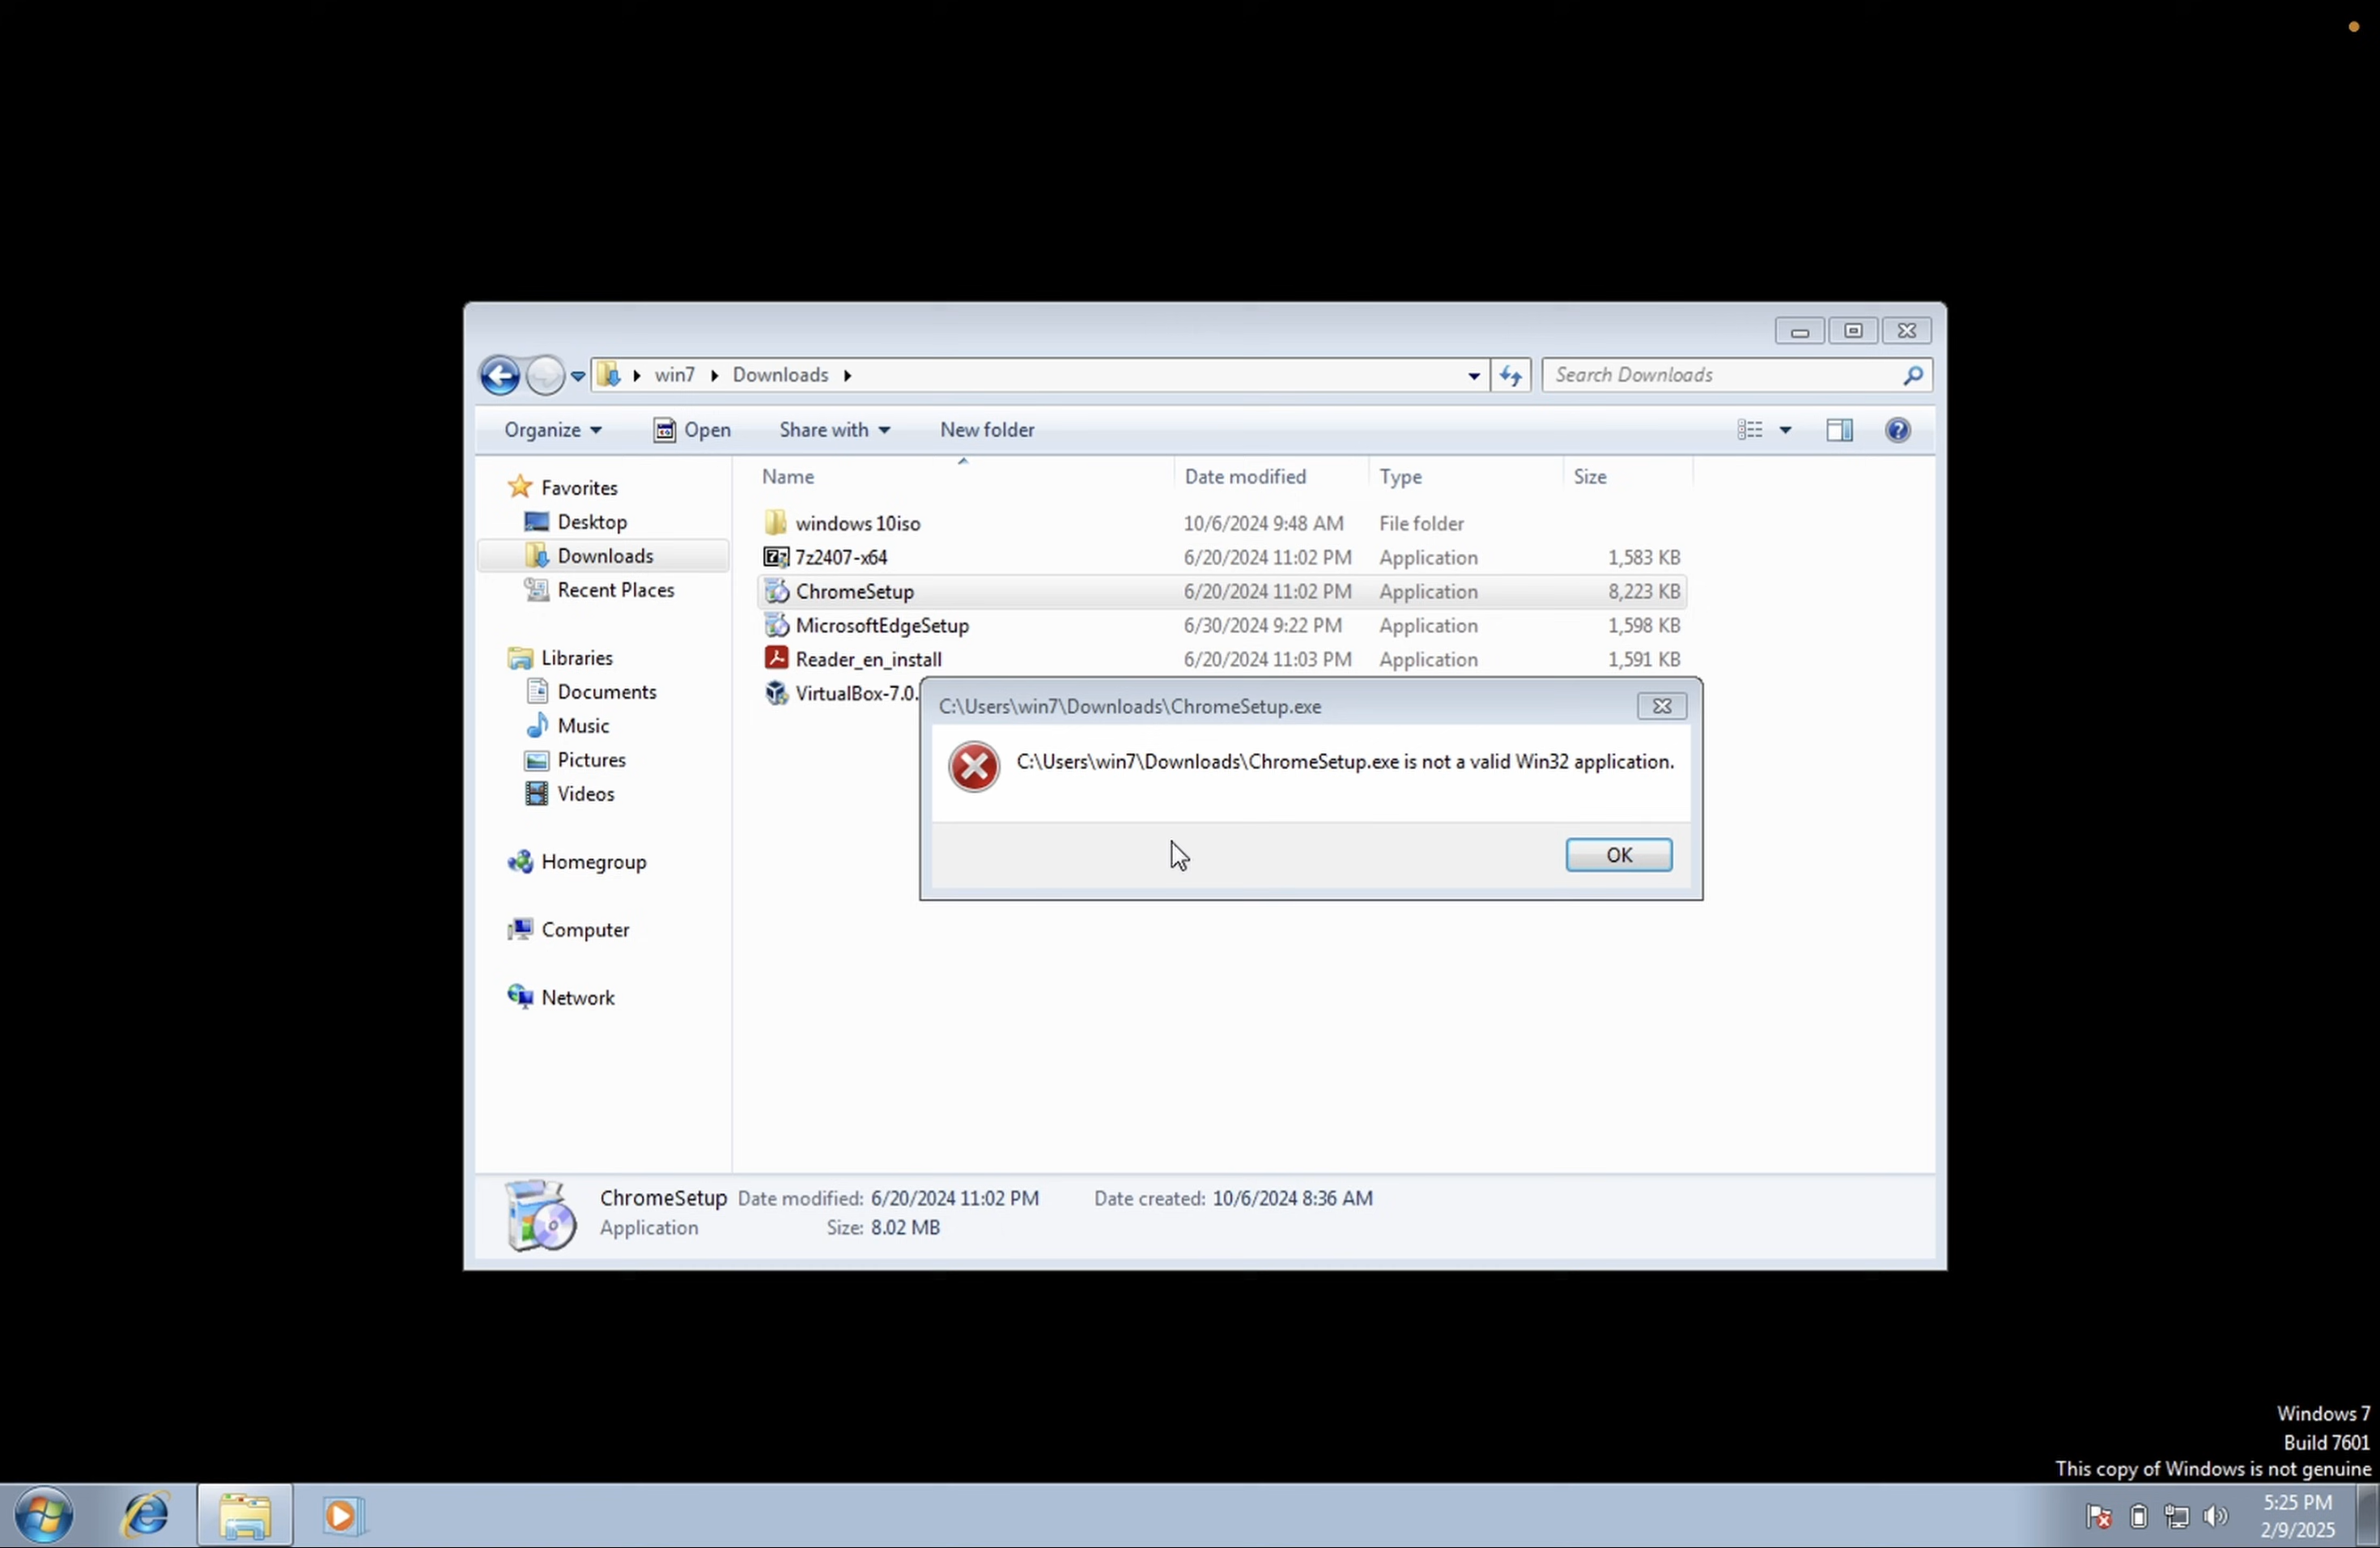 win7 Downloads
Search Downloads
Organize Open Share with New folder
Name Date modified Type Size
Favorites
Desktop
Downloads
Recent Places
Libraries
Documents
Music
Pictures
Videos
Homegroup
Computer
Network
windows 10iso 10/6/2024 9:48 AM File folder
7z2407-x64 6/20/2024 11:02 PM Application 1,583 KB
ChromeSetup 6/20/2024 11:02 PM Application 8,223 KB
MicrosoftEdgeSetup 6/30/2024 9:22 PM Application 1,598 KB
Reader_en_install 6/20/2024 11:03 PM Application 1,591 KB
VirtualBox-7.0.
C:\Users\win7\Downloads\ChromeSetup.exe
C:\Users\win7\Downloads\ChromeSetup.exe is not a valid Win32 application.
OK
ChromeSetup Date modified: 6/20/2024 11:02 PM Date created: 10/6/2024 8:36 AM
Application Size: 8.02 MB
Windows 7
Build 7601
This copy of Windows is not genuine
5:25 PM
2/9/2025